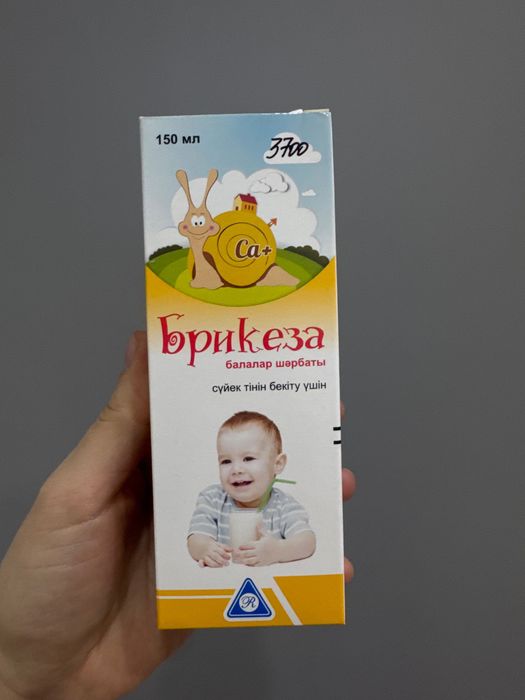 150 мл
3700
Ca+
Брикеза
балалар шәрбаты
сүйек тінін бекіту үшін
R